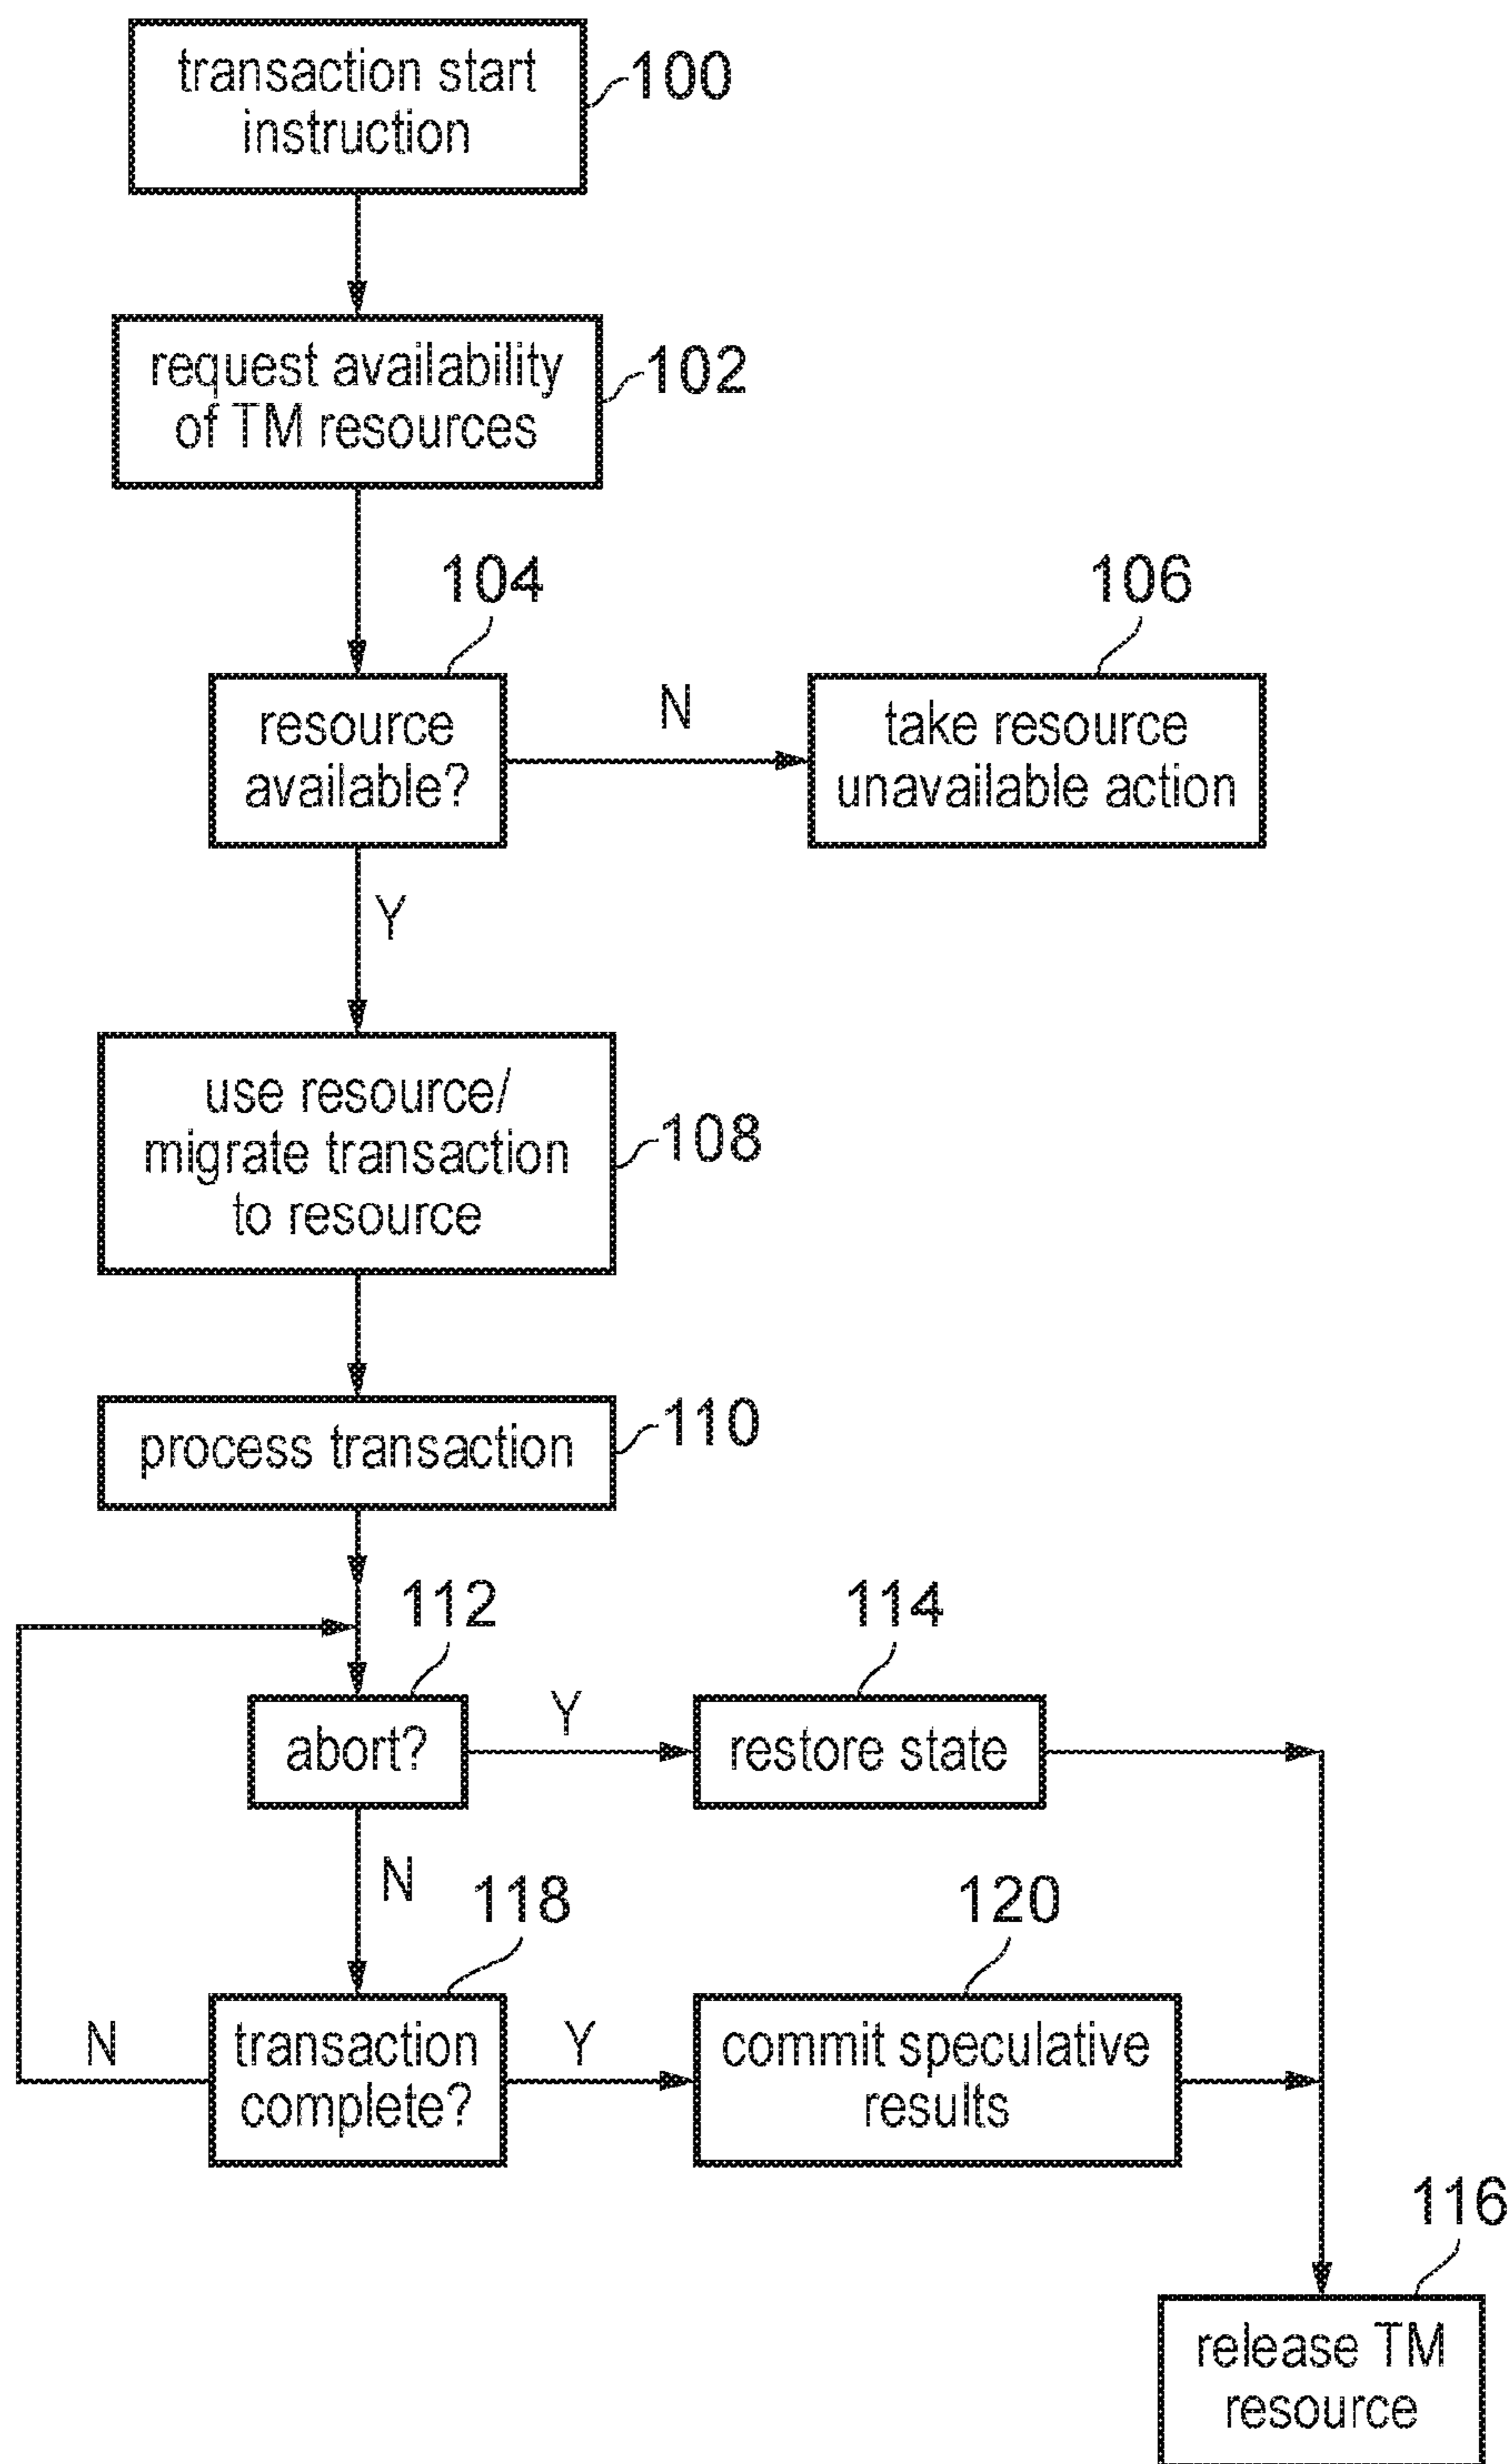 transaction start
instruction
100
request availability
of TM resources
102
104
106
resource
available?
N
take resource
unavailable action
Y
use resource/
migrate transaction
to resource
108
process transaction
110
112
114
abort?
Y
restore state
N
118
120
N
transaction
complete?
Y
commit speculative
results
116
release TM
resource